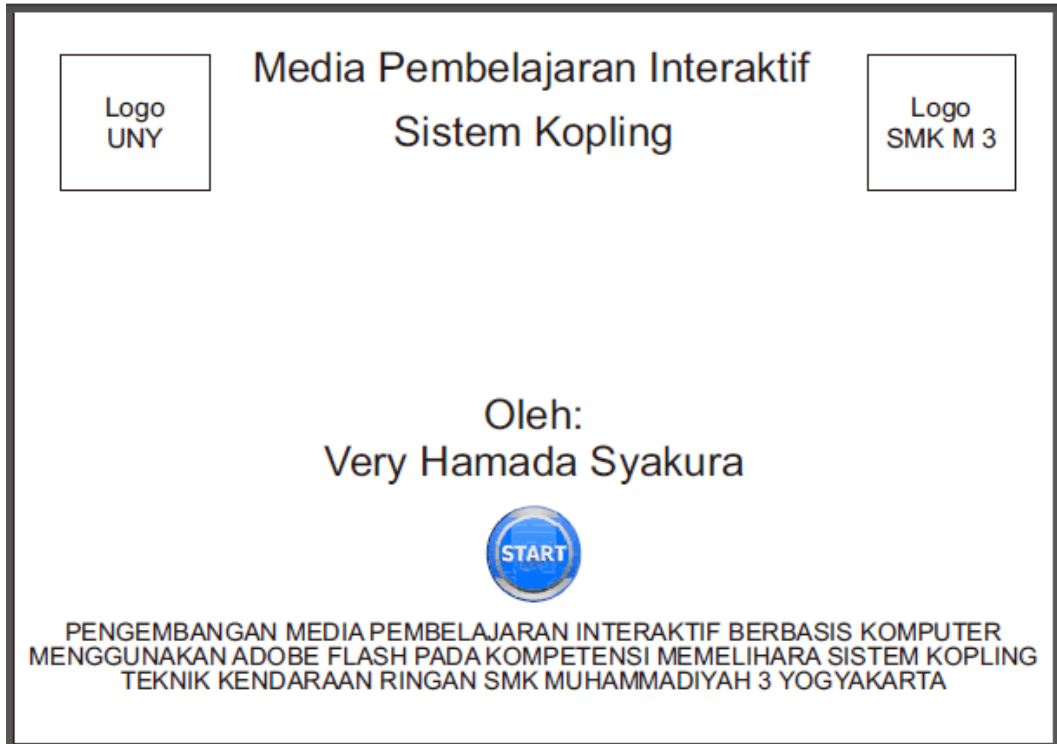 Media Pembelajaran Interaktif
Sistem Kopling
Logo
UNY
Logo
SMK M 3
Oleh:
Very Hamada Syakura
START
PENGEMBANGAN MEDIA PEMBELAJARAN INTERAKTIF BERBASIS KOMPUTER
MENGGUNAKAN ADOBE FLASH PADA KOMPETENSI MEMELIHARA SISTEM KOPLING
TEKNIK KENDARAAN RINGAN SMK MUHAMMADIYAH 3 YOGYAKARTA